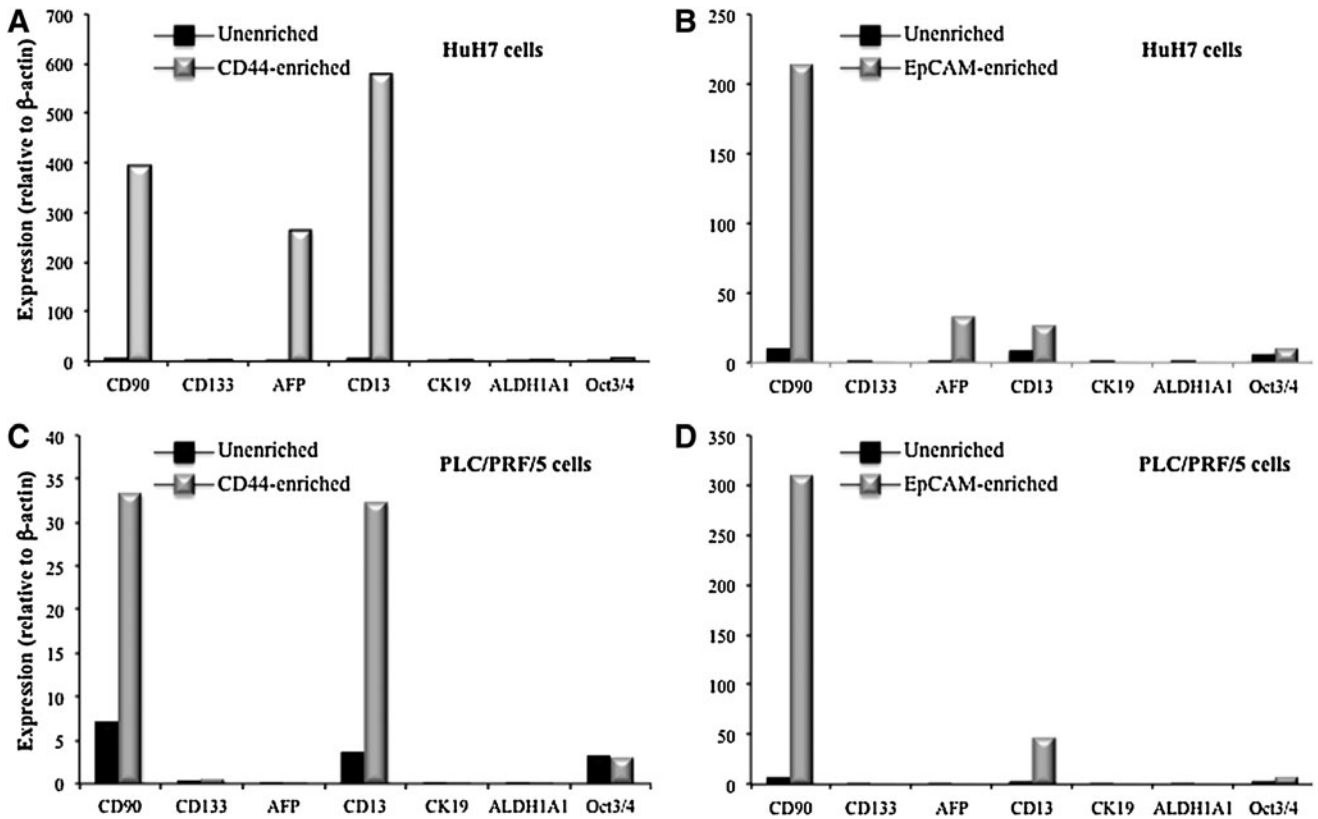 A
Expression (relative to β-actin)
700
600
500
400
300
200
100
0
Unenriched
CD44-enriched
HuH7 cells
CD90 CD133 AFP CD13 CK19 ALDH1A1 Oct3/4
B
250
200
150
100
50
0
Unenriched
EpCAM-enriched
HuH7 cells
CD90 CD133 AFP CD13 CK19 ALDH1A1 Oct3/4
C
Expression (relative to β-actin)
40
35
30
25
20
15
10
5
0
Unenriched
CD44-enriched
PLC/PRF/5 cells
CD90 CD133 AFP CD13 CK19 ALDH1A1 Oct3/4
D
350
300
250
200
150
100
50
0
Unenriched
EpCAM-enriched
PLC/PRF/5 cells
CD90 CD133 AFP CD13 CK19 ALDH1A1 Oct3/4